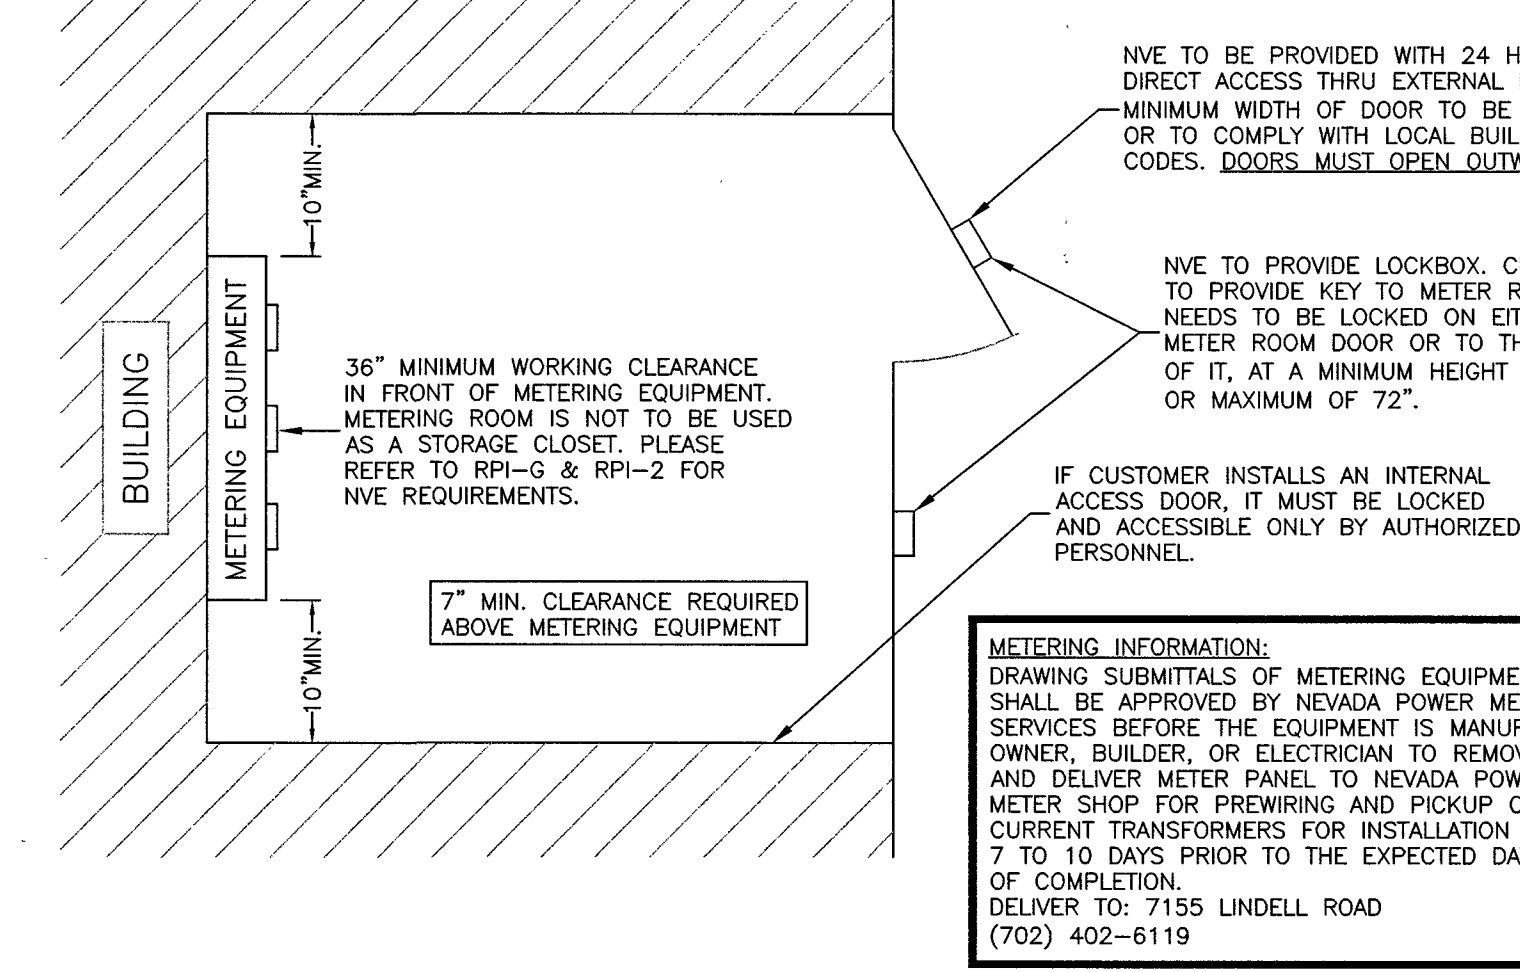 NVE TO BE PROVIDED WITH 24 H
DIRECT ACCESS THRU EXTERNAL
MINIMUM WIDTH OF DOOR TO BE
OR TO COMPLY WITH LOCAL BUIL
CODES. DOORS MUST OPEN OUTW
10"MIN.
NVE TO PROVIDE LOCKBOX. C
TO PROVIDE KEY TO METER R
NEEDS TO BE LOCKED ON EIT
METER ROOM DOOR OR TO TH
OF IT, AT A MINIMUM HEIGHT
OR MAXIMUM OF 72".
BUILDING
METERING EQUIPMENT
36" MINIMUM WORKING CLEARANCE
IN FRONT OF METERING EQUIPMENT.
METERING ROOM IS NOT TO BE USED
AS A STORAGE CLOSET. PLEASE
REFER TO RPI-G & RPI-2 FOR
NVE REQUIREMENTS.
IF CUSTOMER INSTALLS AN INTERNAL
ACCESS DOOR, IT MUST BE LOCKED
AND ACCESSIBLE ONLY BY AUTHORIZED
PERSONNEL.
7" MIN. CLEARANCE REQUIRED
ABOVE METERING EQUIPMENT
10"MIN.
METERING INFORMATION:
DRAWING SUBMITTALS OF METERING EQUIPME
SHALL BE APPROVED BY NEVADA POWER ME
SERVICES BEFORE THE EQUIPMENT IS MANUF
OWNER, BUILDER, OR ELECTRICIAN TO REMOV
AND DELIVER METER PANEL TO NEVADA POW
METER SHOP FOR PREWIRING AND PICKUP O
CURRENT TRANSFORMERS FOR INSTALLATION
7 TO 10 DAYS PRIOR TO THE EXPECTED DA
OF COMPLETION.
DELIVER TO: 7155 LINDELL ROAD
(702) 402-6119